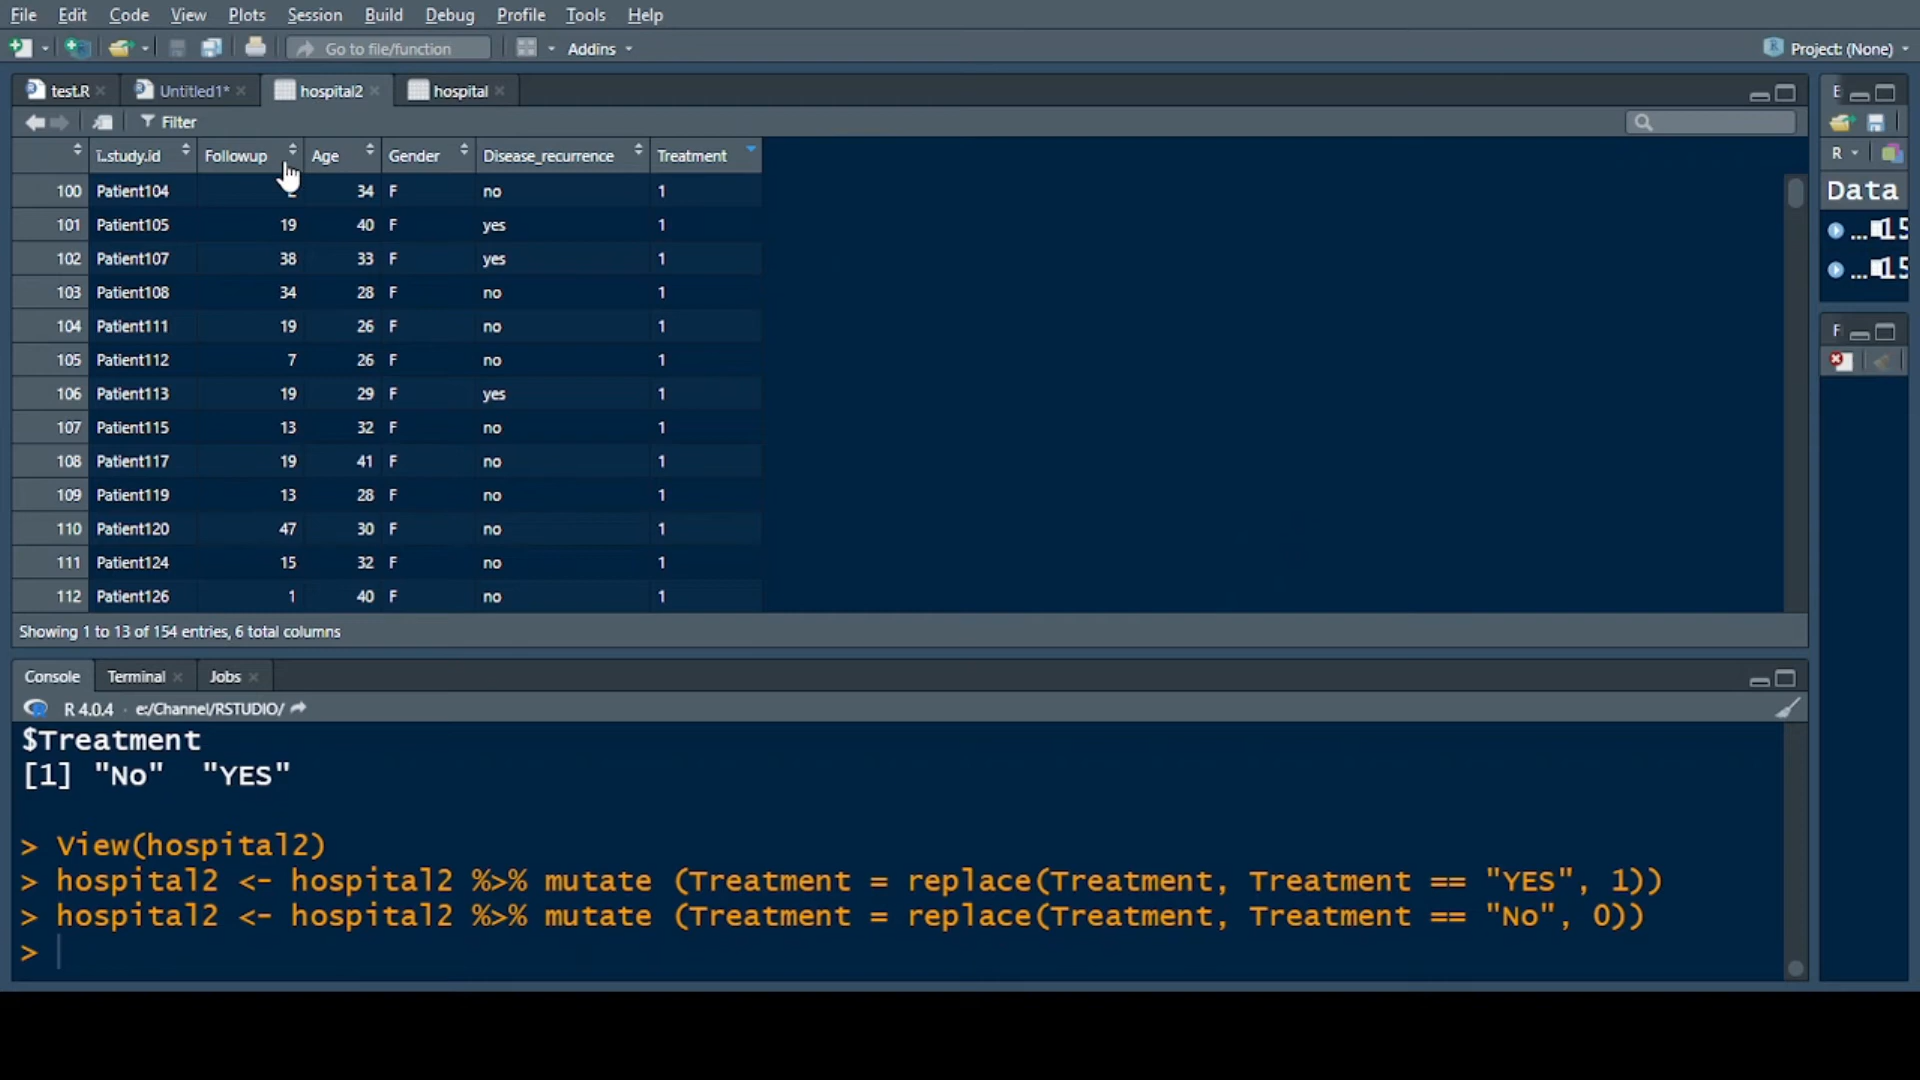 File Edit Code View Plots Session Build Debug Profile Tools Help
Go to file/function Addins Project: (None)
test.R Untitled1* hospital2 hospital
Filter
study.id Followup Age Gender Disease_recurrence Treatment
100 Patient104 34 F no 1
101 Patient105 19 40 F yes 1
102 Patient107 38 33 F yes 1
103 Patient108 34 28 F no 1
104 Patient111 19 26 F no 1
105 Patient112 7 26 F no 1
106 Patient113 19 29 F yes 1
107 Patient115 13 32 F no 1
108 Patient117 19 41 F no 1
109 Patient119 13 28 F no 1
110 Patient120 47 30 F no 1
111 Patient124 15 32 F no 1
112 Patient126 1 40 F no 1
Showing 1 to 13 of 154 entries, 6 total columns
E
R
Data
F
Console Terminal Jobs
R 4.0.4 · e:/Channel/RSTUDIO/
$Treatment
[1] "No" "YES"
> View(hospital2)
> hospital2 <- hospital2 %>% mutate (Treatment = replace(Treatment, Treatment == "YES", 1))
> hospital2 <- hospital2 %>% mutate (Treatment = replace(Treatment, Treatment == "No", 0))
>